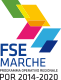 FSE
MARCHE
PROGRAMMA OPERATIVO REGIONALE
POR 2014-2020